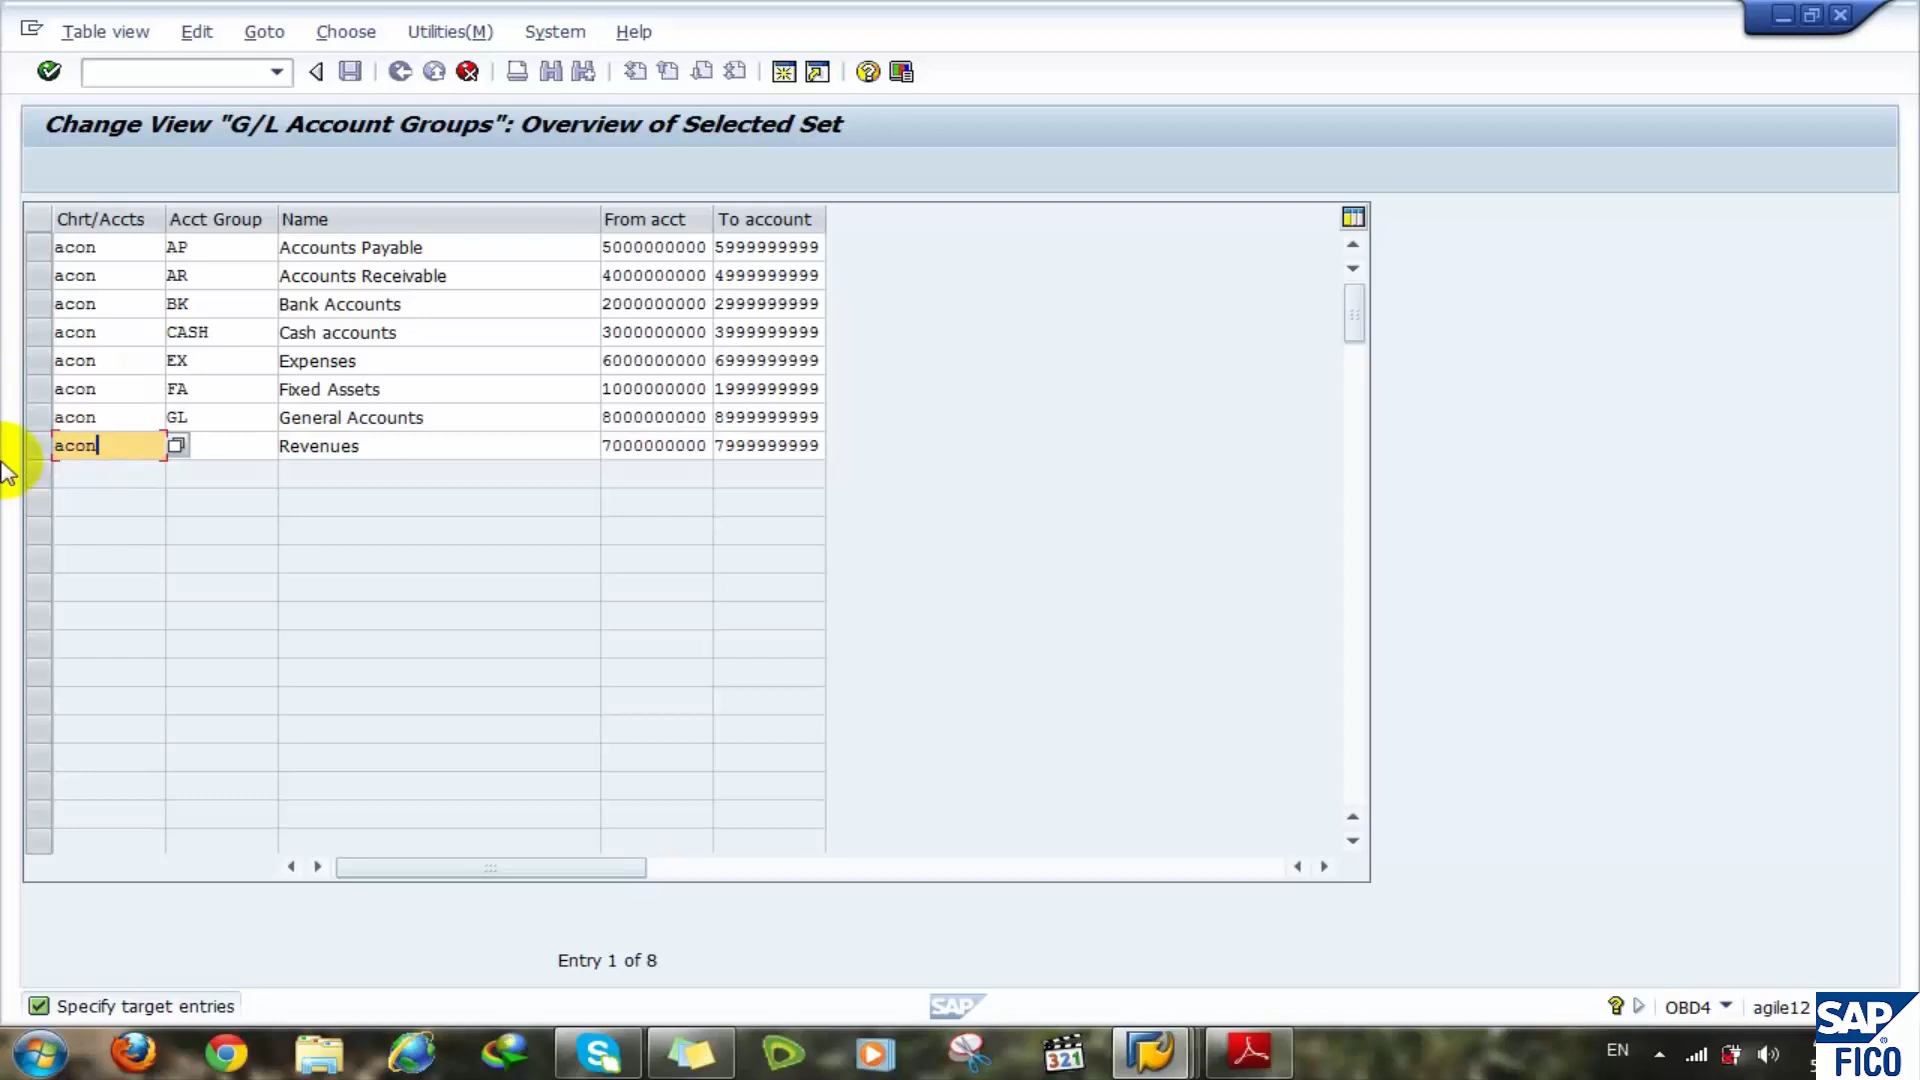 Table view Edit Goto Choose Utilities(M) System Help
Change View "G/L Account Groups": Overview of Selected Set
Chrt/Accts Acct Group Name From acct To account
acon AP Accounts Payable 5000000000 5999999999
acon AR Accounts Receivable 4000000000 4999999999
acon BK Bank Accounts 2000000000 2999999999
acon CASH Cash accounts 3000000000 3999999999
acon EX Expenses 6000000000 6999999999
acon FA Fixed Assets 1000000000 1999999999
acon GL General Accounts 8000000000 8999999999
acon Revenues 7000000000 7999999999
Entry 1 of 8
Specify target entries SAP OBD4 agile12
SAP
FICO
321
EN